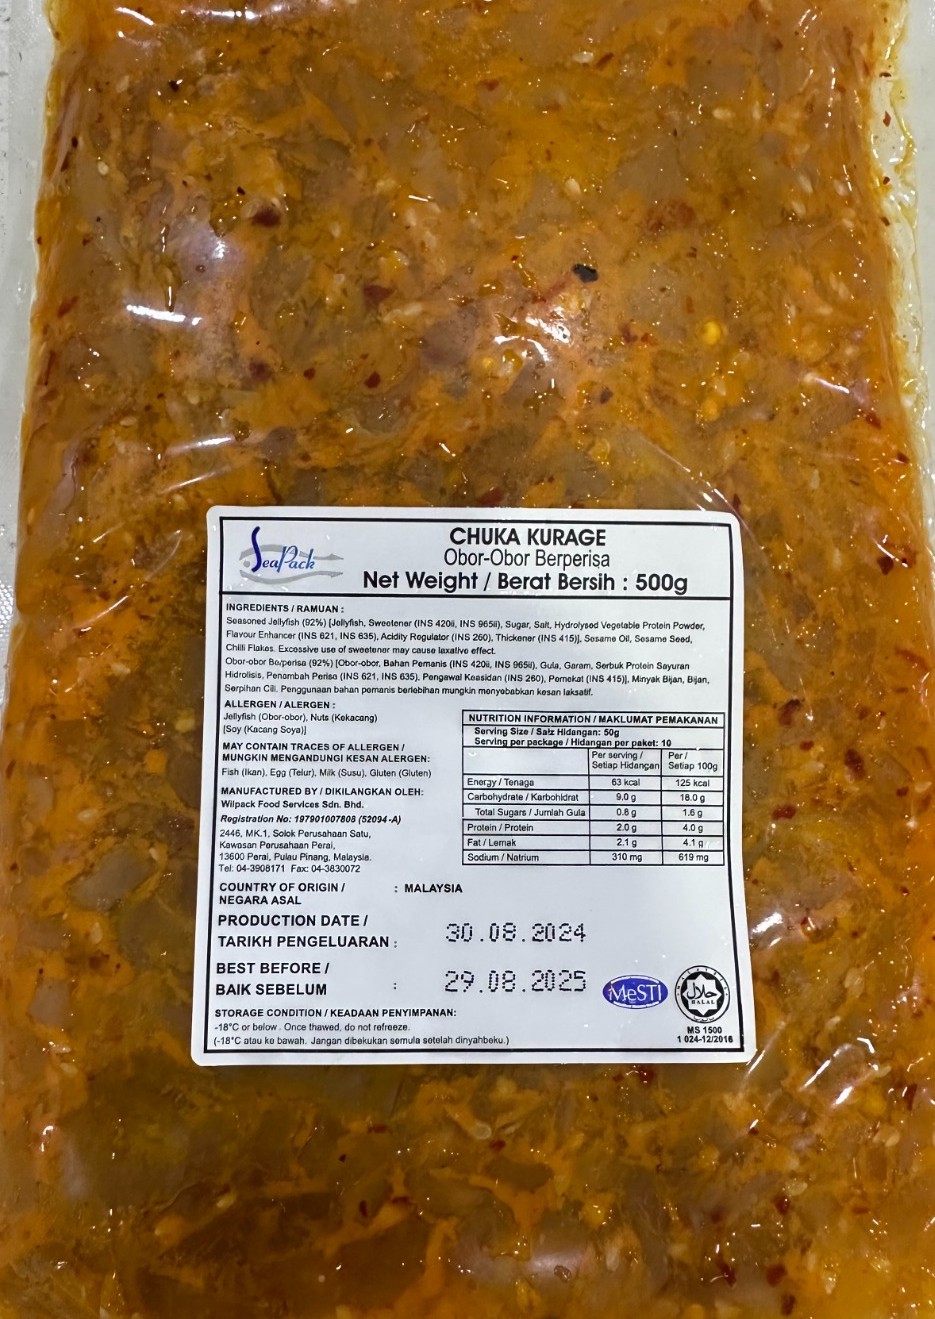 SeaPack
CHUKA KURAGE
Obor-Obor Berperisa
Net Weight / Berat Bersih : 500g
INGREDIENTS / RAMUAN :
Seasoned Jellyfish (92%) [Jellyfish, Sweetener (INS 420ii, INS 965ii), Sugar, Salt, Hydrolysed Vegetable Protein Powder,
Flavour Enhancer (INS 621, INS 635), Acidity Regulator (INS 260), Thickener (INS 415)], Sesame Oil, Sesame Seed,
Chilli Flakes. Excessive use of sweetener may cause laxative effect.
Obor-obor Berperisa (92%) [Obor-obor, Bahan Pemanis (INS 420ii, INS 965ii), Gula, Garam, Serbuk Protein Sayuran
Hidrolisis, Penambah Perisa (INS 621, INS 635), Pengawal Keasidan (INS 260), Pemekat (INS 415)], Minyak Bijan, Bijan,
Serpihan Cili. Penggunaan bahan pemanis berlebihan mungkin menyebabkan kesan laksatif.
ALLERGEN / ALERGEN :
Jellyfish (Obor-obor), Nuts (Kekacang)
[Soy (Kacang Soya)]
MAY CONTAIN TRACES OF ALLERGEN /
MUNGKIN MENGANDUNGI KESAN ALERGEN:
Fish (Ikan), Egg (Telur), Milk (Susu), Gluten (Gluten)
MANUFACTURED BY / DIKILANGKAN OLEH:
Wilpack Food Services Sdn. Bhd.
Registration No: 197901007808 (52094-A)
2446, MK.1, Solok Perusahaan Satu,
Kawasan Perusahaan Perai,
13600 Perai, Pulau Pinang, Malaysia.
Tel: 04-3908171 Fax: 04-3830072
NUTRITION INFORMATION / MAKLUMAT PEMAKANAN
Serving Size / Saiz Hidangan: 50g
Serving per package / Hidangan per paket: 10
Per serving / Setiap Hidangan Per / Setiap 100g
Energy / Tenaga 63 kcal 125 kcal
Carbohydrate / Karbohidrat 9.0 g 18.0 g
Total Sugars / Jumlah Gula 0.8 g 1.6 g
Protein / Protein 2.0 g 4.0 g
Fat / Lemak 2.1 g 4.1 g
Sodium / Natrium 310 mg 619 mg
COUNTRY OF ORIGIN / : MALAYSIA
NEGARA ASAL
PRODUCTION DATE /
TARIKH PENGELUARAN : 30.08.2024
BEST BEFORE /
BAIK SEBELUM : 29.08.2025
MeSTI
حلال
HALAL
MS 1500
1 024-12/2016
STORAGE CONDITION / KEADAAN PENYIMPANAN:
-18°C or below . Once thawed, do not refreeze.
(-18°C atau ke bawah. Jangan dibekukan semula setelah dinyahbeku.)